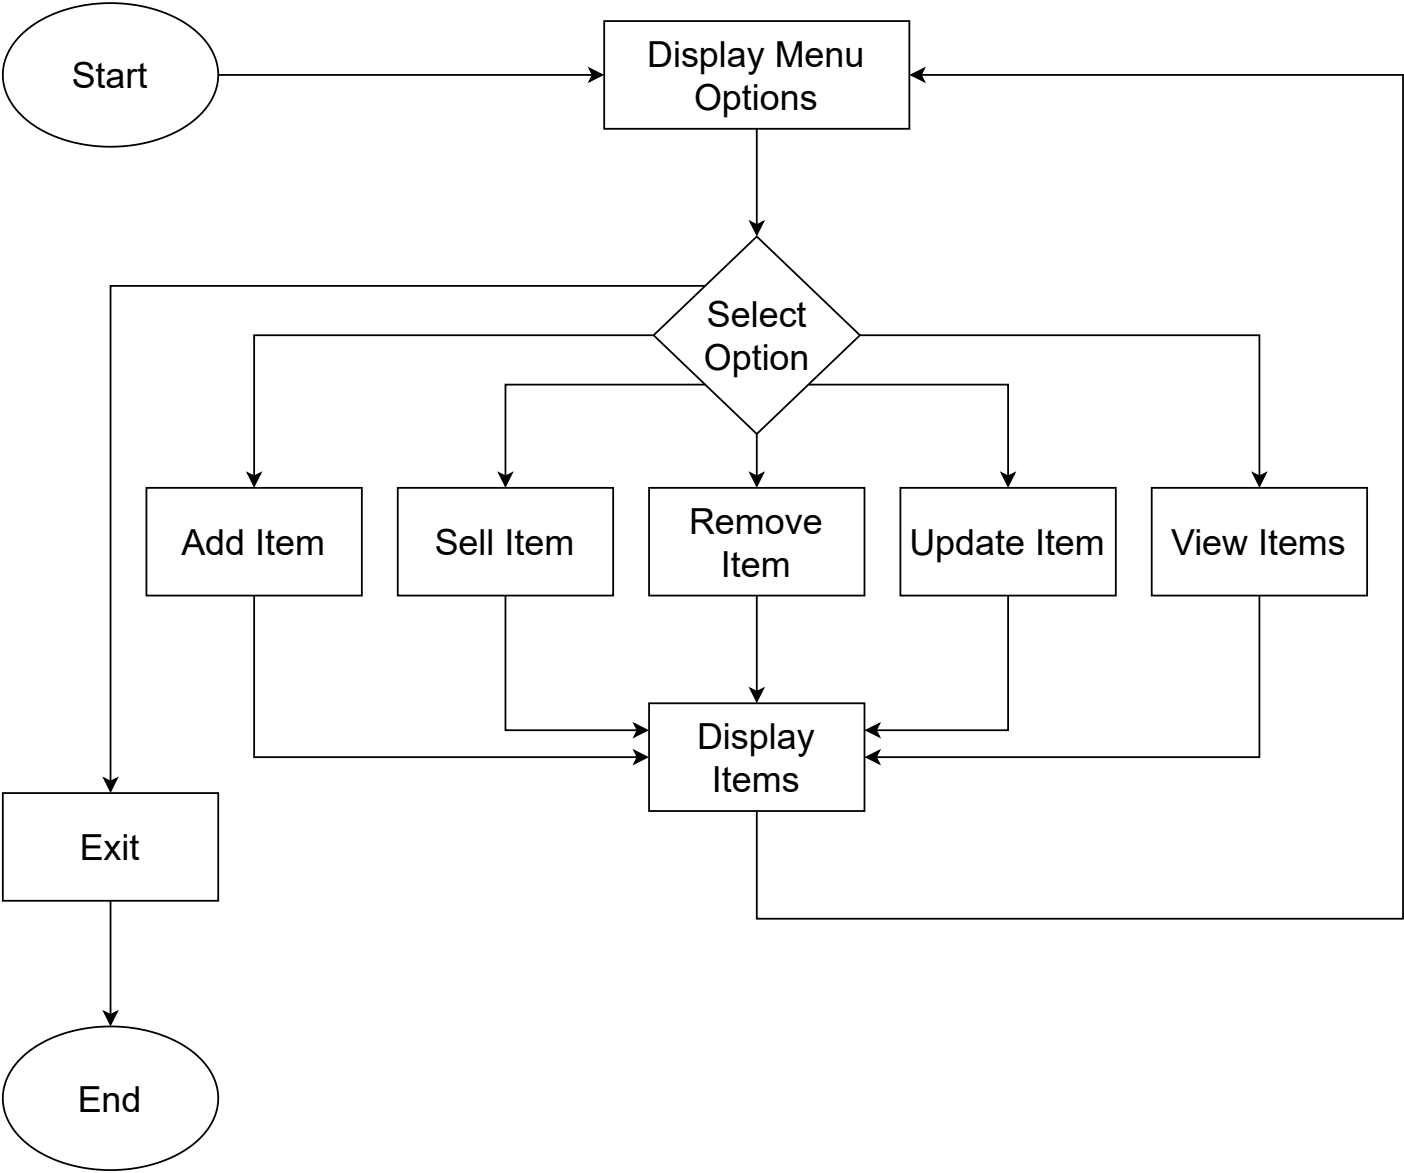 Start
Display Menu
Options
Select
Option
Add Item
Sell Item
Remove
Item
Update Item
View Items
Display
Items
Exit
End